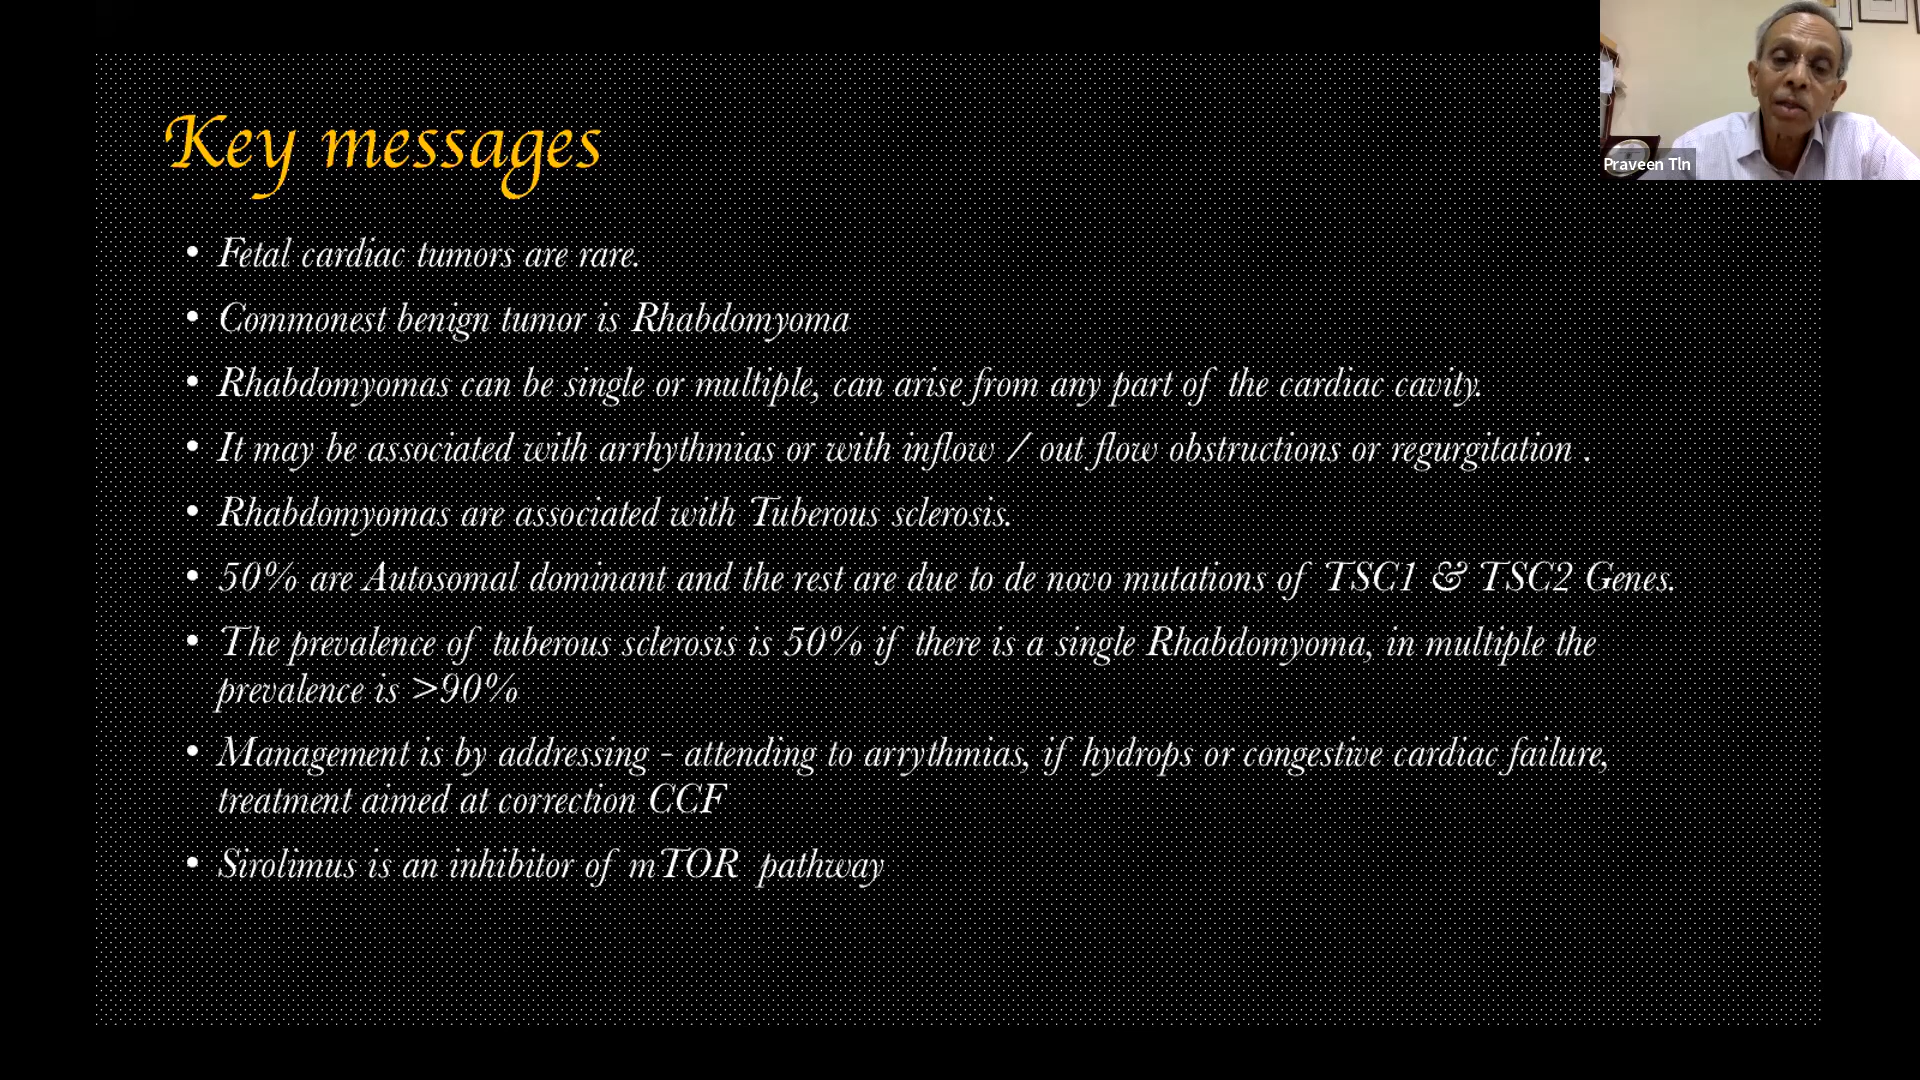 Key messages
• Fetal cardiac tumors are rare.
• Commonest benign tumor is Rhabdomyoma
• Rhabdomyomas can be single or multiple, can arise from any part of the cardiac cavity.
• It may be associated with arrhythmias or with inflow / out flow obstructions or regurgitation .
• Rhabdomyomas are associated with Tuberous sclerosis.
• 50% are Autosomal dominant and the rest are due to de novo mutations of TSC1 & TSC2 Genes.
• The prevalence of tuberous sclerosis is 50% if there is a single Rhabdomyoma, in multiple the
prevalence is >90%
• Management is by addressing - attending to arrythmias, if hydrops or congestive cardiac failure,
treatment aimed at correction CCF
• Sirolimus is an inhibitor of mTOR pathway
Praveen Tln